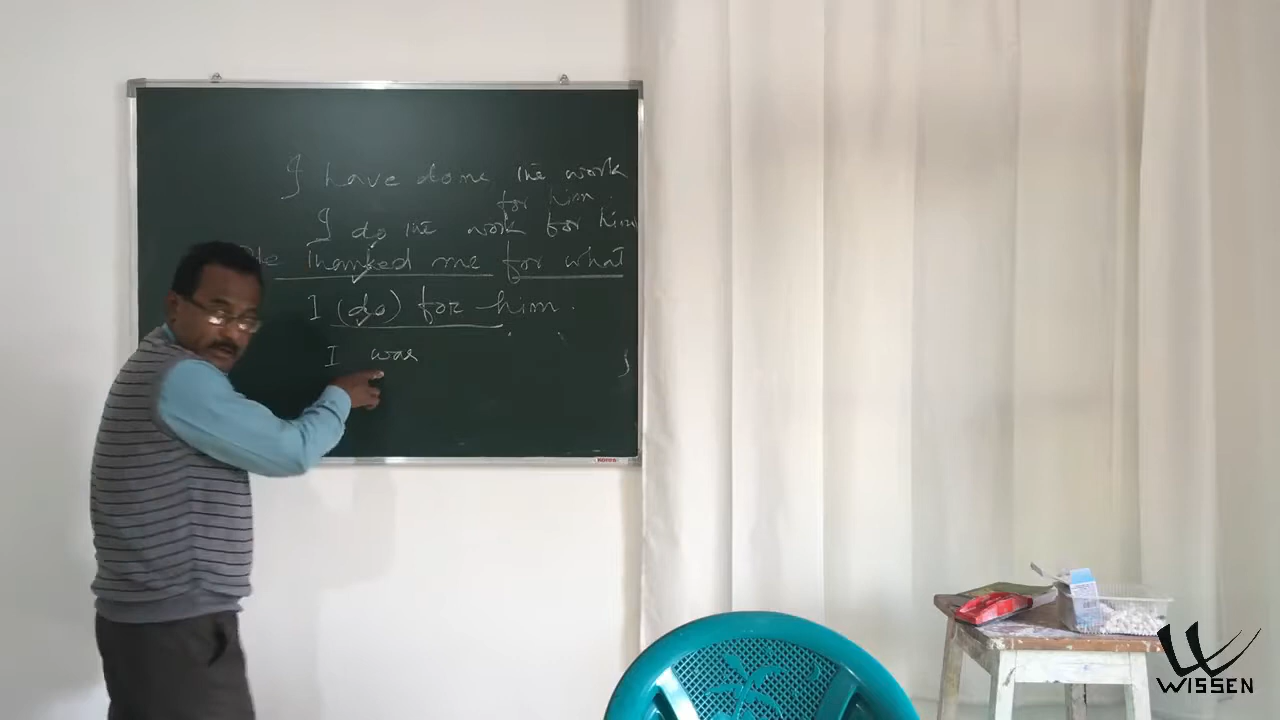 I have done the work
for him.
I do the work for him
He thanked me for what
I (do) for him.
I was
WISSEN